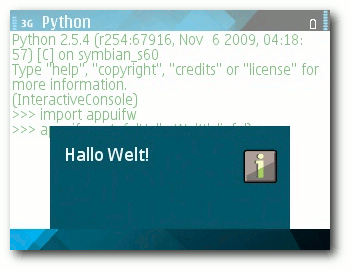 3G Python
Python 2.5.4 (r254:67916, Nov  6 2009, 04:18:
57) [C] on symbian_s60
Type "help", "copyright", "credits" or "license" for
more information.
(InteractiveConsole)
>>> import appuifw
>>>
Hallo Welt!